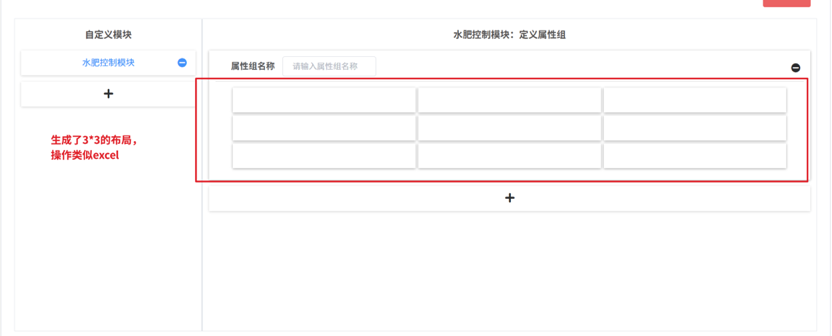 自定义模块
水肥控制模块：定义属性组
水肥控制模块
属性组名称
请输入属性组名称
生成了3*3的布局，
操作类似excel